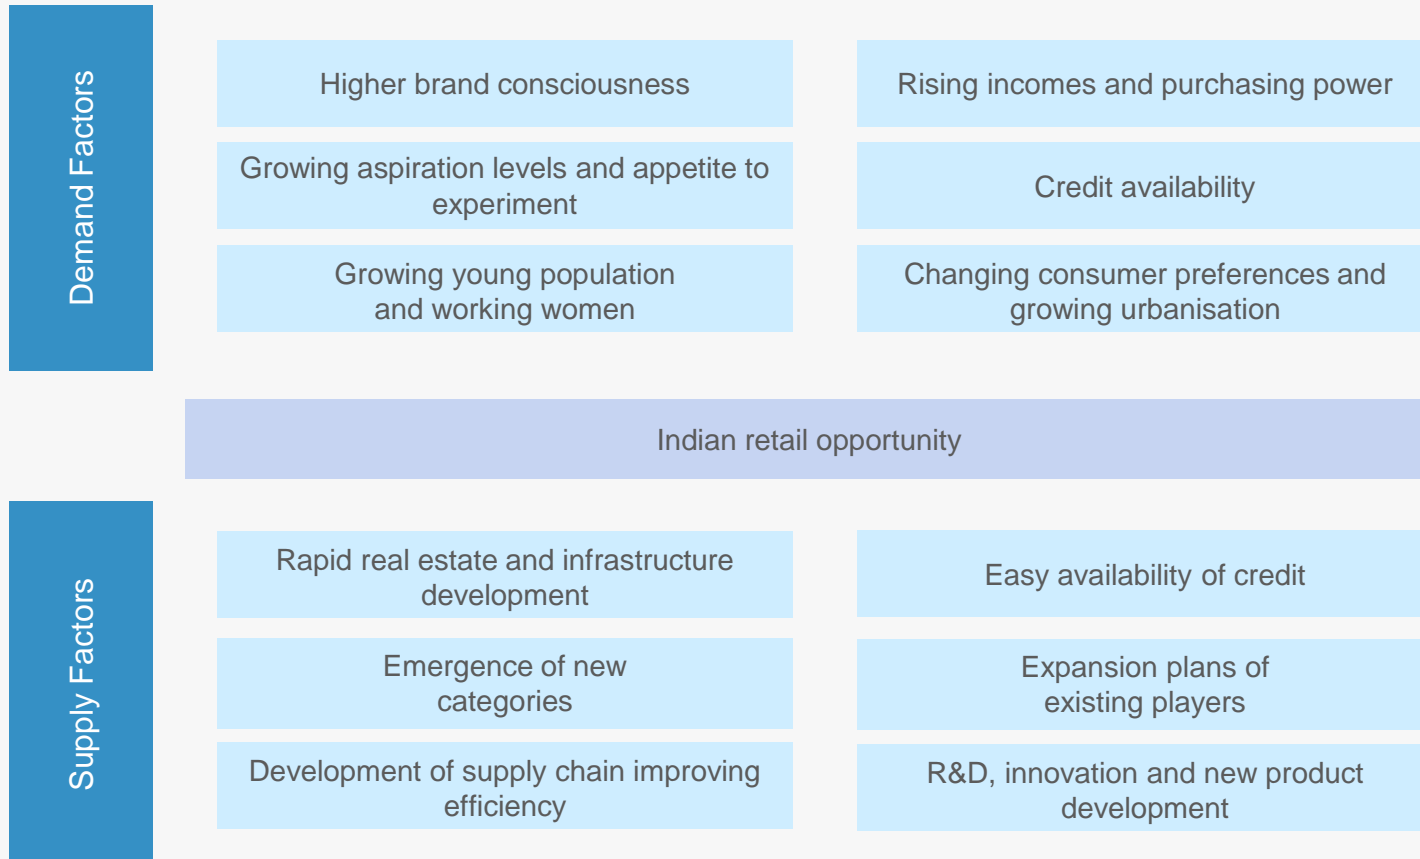 Demand Factors
Higher brand consciousness
Rising incomes and purchasing power
Growing aspiration levels and appetite to
experiment
Credit availability
Growing young population
and working women
Changing consumer preferences and
growing urbanisation
Indian retail opportunity
Supply Factors
Rapid real estate and infrastructure
development
Easy availability of credit
Emergence of new
categories
Expansion plans of
existing players
Development of supply chain improving
efficiency
R&D, innovation and new product
development